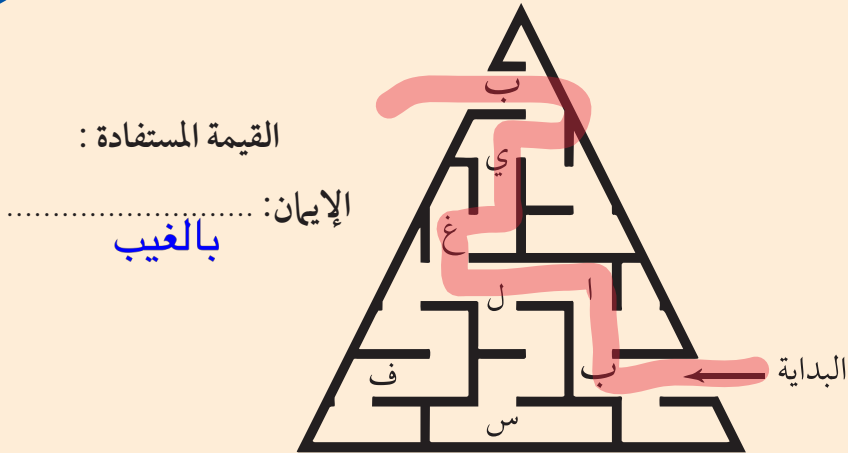 ب
القيمة المستفادة :
ي
الإيمان: ...........................
بالغيب
غ
ا
ل
البداية
ب
ف
س